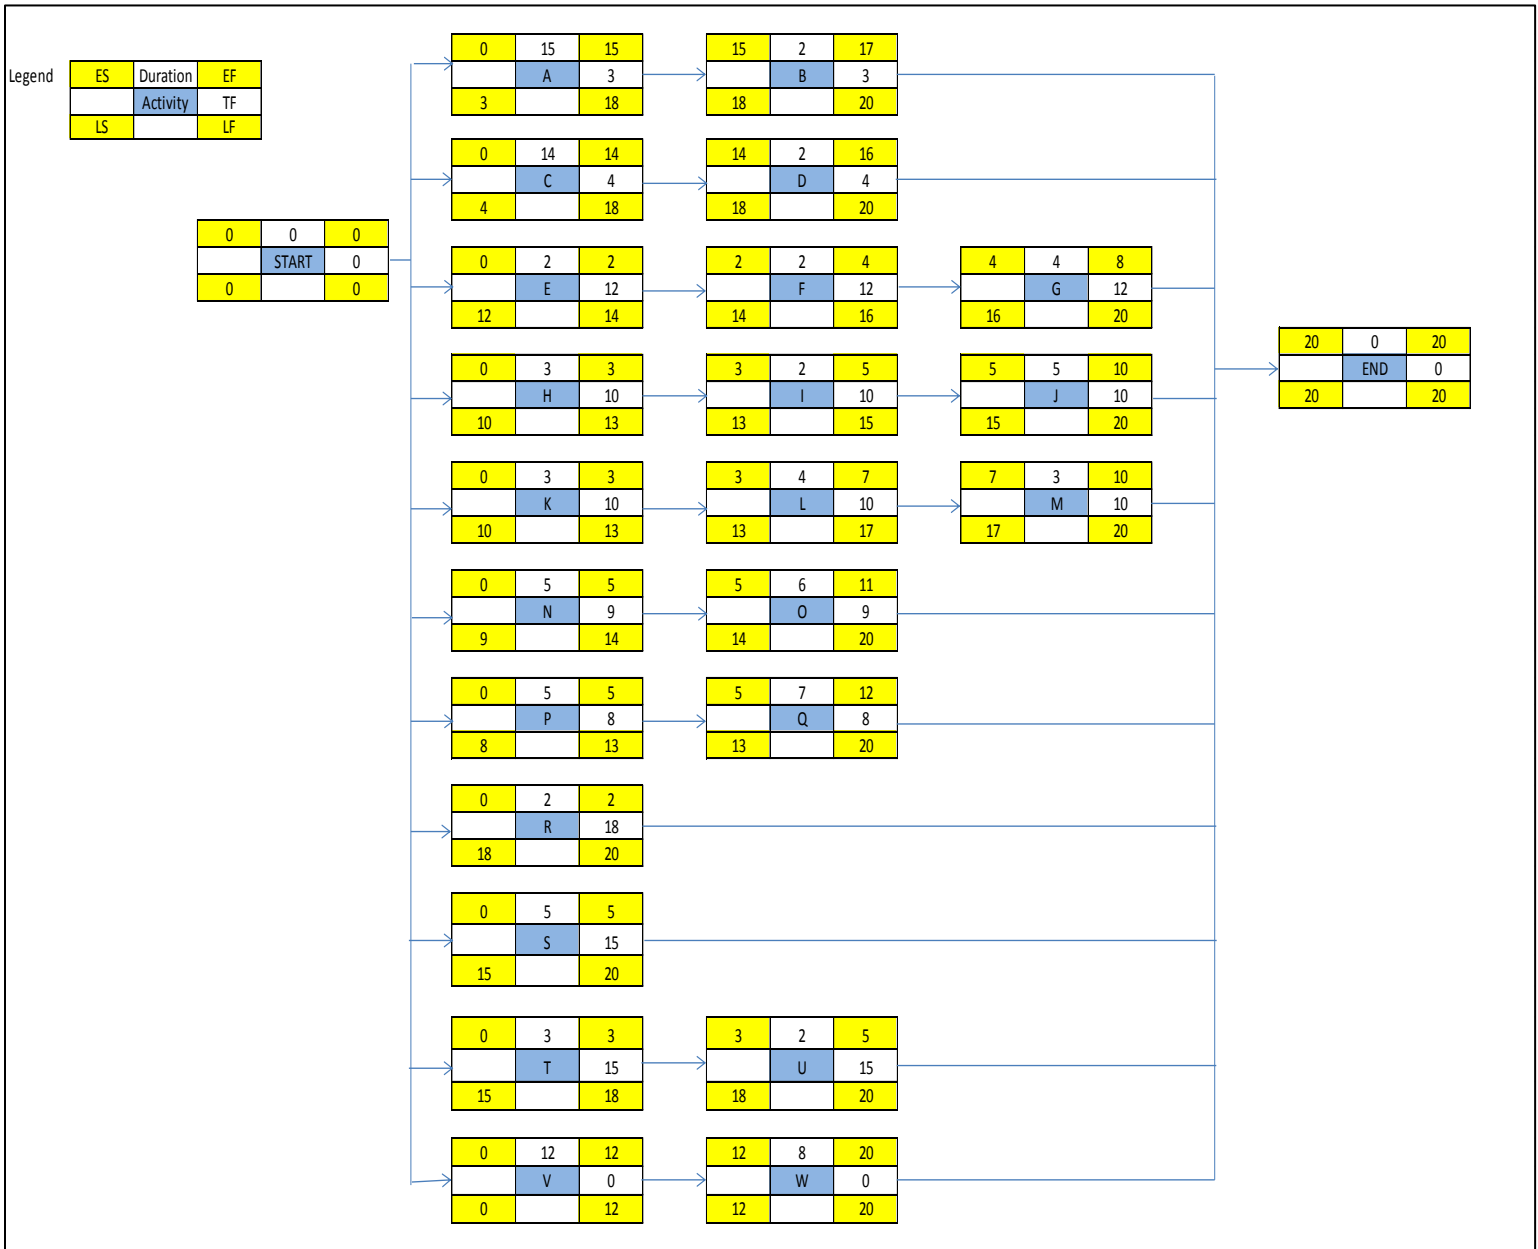 0 15 15 15 2 17
Legend ES Duration EF A 3 B 3
Activity TF 3 18 18 20
LS LF
0 14 14 14 2 16
C 4 D 4
4 18 18 20
0 0 0
START 0
0 0
0 2 2 2 2 4 4 4 8
E 12 F 12 G 12
12 14 14 16 16 20
20 0 20
END 0
20 20
0 3 3 3 2 5 5 5 10
H 10 I 10 J 10
10 13 13 15 15 20
0 3 3 3 4 7 7 3 10
K 10 L 10 M 10
10 13 13 17 17 20
0 5 5 5 6 11
N 9 O 9
9 14 14 20
0 5 5 5 7 12
P 8 Q 8
8 13 13 20
0 2 2
R 18
18 20
0 5 5
S 15
15 20
0 3 3 3 2 5
T 15 U 15
15 18 18 20
0 12 12 12 8 20
V 0 W 0
0 12 12 20